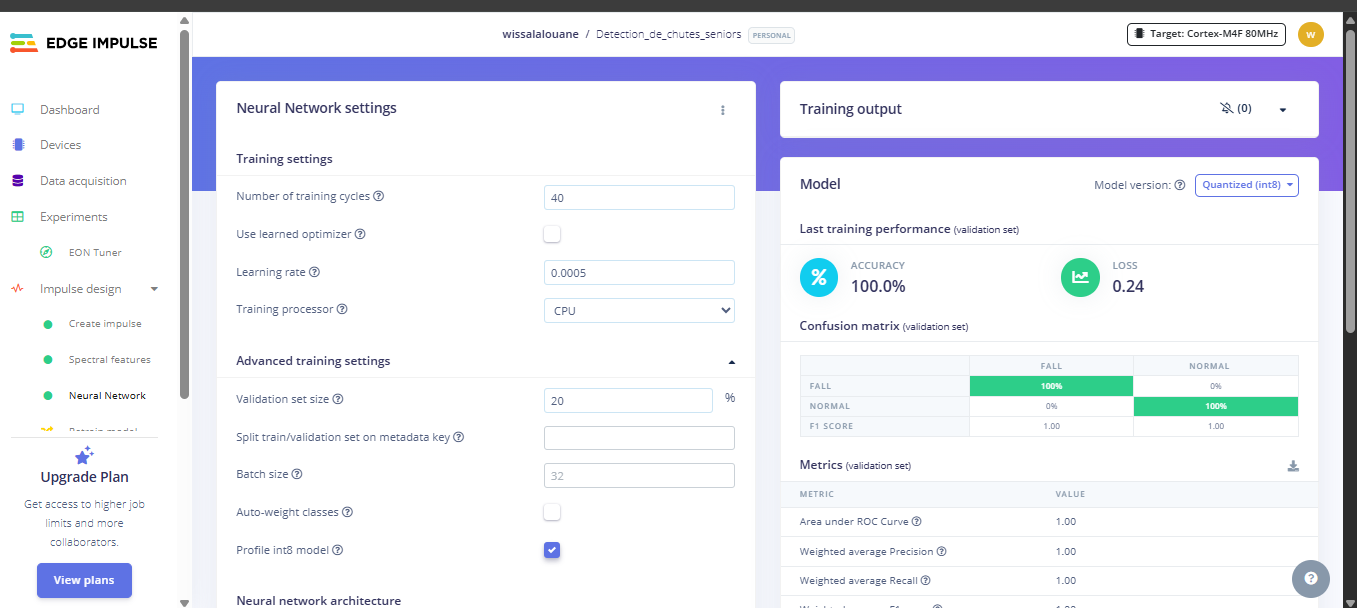 EDGE IMPULSE
wissalalouane / Detection_de_chutes_seniors PERSONAL
Target: Cortex-M4F 80MHz
W
Dashboard
Devices
Data acquisition
Experiments
EON Tuner
Impulse design
Create impulse
Spectral features
Neural Network
Retrain model
Upgrade Plan
Get access to higher job
limits and more
collaborators.
View plans
Neural Network settings
Training settings
Number of training cycles ?
40
Use learned optimizer ?
Learning rate ?
0.0005
Training processor ?
CPU
Advanced training settings
Validation set size ?
20 %
Split train/validation set on metadata key ?
Batch size ?
32
Auto-weight classes ?
Profile int8 model ?
Neural network architecture
Training output
(0)
Model
Model version: ? Quantized (int8)
Last training performance (validation set)
% ACCURACY
100.0%
LOSS
0.24
Confusion matrix (validation set)
FALL NORMAL
FALL 100% 0%
NORMAL 0% 100%
F1 SCORE 1.00 1.00
Metrics (validation set)
METRIC VALUE
Area under ROC Curve ? 1.00
Weighted average Precision ? 1.00
Weighted average Recall ? 1.00
?